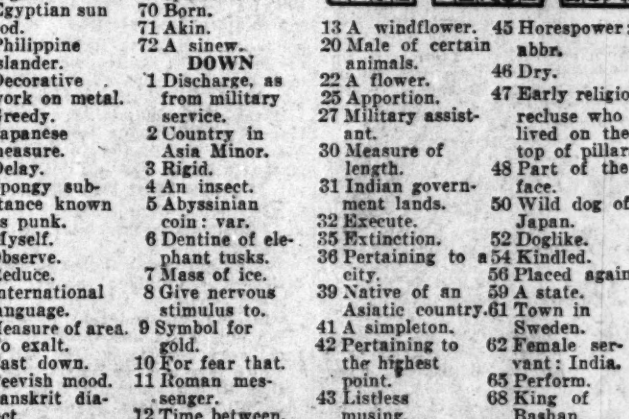 Egyptian sun
od.
Philippine
slander.
Decorative
work on metal.
Greedy.
Japanese
measure.
Delay.
Spongy sub-
stance known
as punk.
Myself.
Observe.
Reduce.
International
language.
Measure of area.
To exalt.
Cast down.
Peevish mood.
Sanskrit dia-
ect.
70 Born.
71 Akin.
72 A sinew.
DOWN
1 Discharge, as
from military
service.
2 Country in
Asia Minor.
3 Rigid.
4 An insect.
5 Abyssinian
coin: var.
6 Dentine of ele-
phant tusks.
7 Mass of ice.
8 Give nervous
stimulus to.
9 Symbol for
gold.
10 For fear that.
11 Roman mes-
senger.
12 Time between.
13 A windflower.
20 Male of certain
animals.
22 A flower.
25 Apportion.
27 Military assist-
ant.
30 Measure of
length.
31 Indian govern-
ment lands.
32 Execute.
35 Extinction.
36 Pertaining to a
city.
39 Native of an
Asiatic country.
41 A simpleton.
42 Pertaining to
the highest
point.
43 Listless
musing.
45 Horespower:
abbr.
46 Dry.
47 Early religio
recluse who
lived on the
top of pillar
48 Part of the
face.
50 Wild dog of
Japan.
52 Doglike.
54 Kindled.
56 Placed again
59 A state.
61 Town in
Sweden.
62 Female ser-
vant: India.
65 Perform.
68 King of
Bashan.